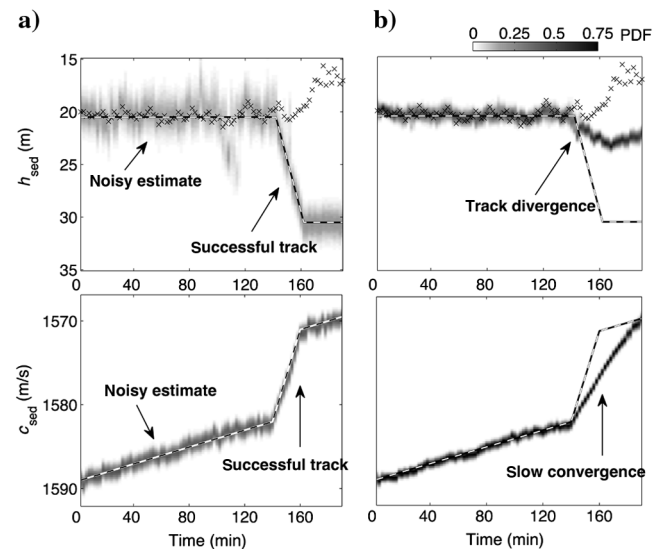 a)
b)
0
0.25
0.5
0.75
PDF
15
20
25
30
35
h_sed (m)
Noisy estimate
Successful track
0 40 80 120 160
Track divergence
0 40 80 120 160
1570
1580
1590
c_sed (m/s)
Noisy estimate
Successful track
0 40 80 120 160
Time (min)
Slow convergence
0 40 80 120 160
Time (min)